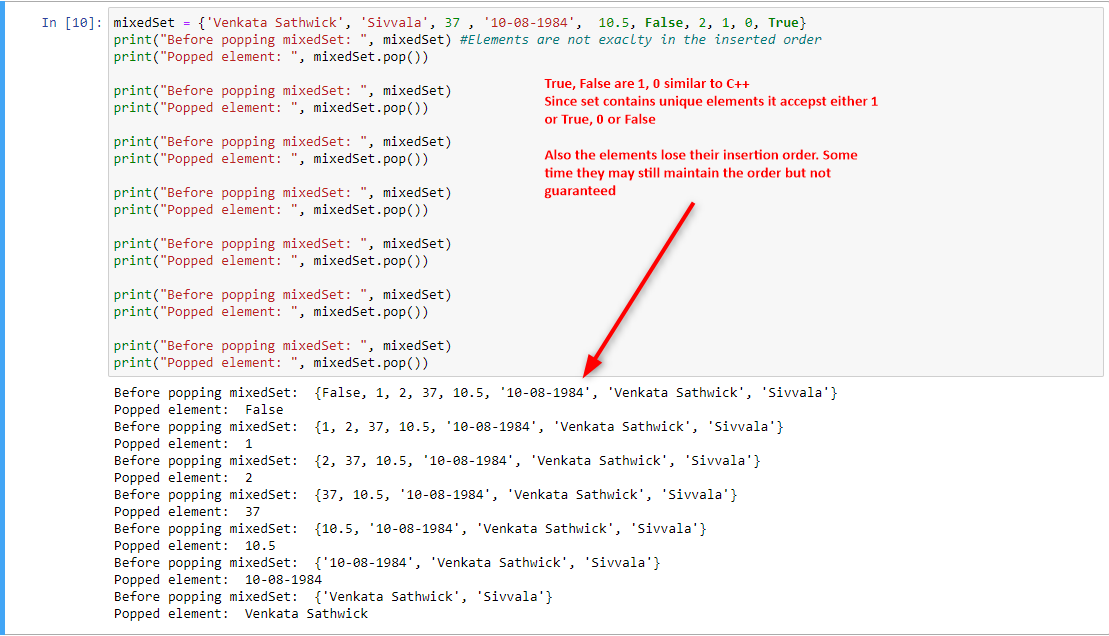 In [10]: mixedSet = {'Venkata Sathwick', 'Sivvala', 37 , '10-08-1984',  10.5, False, 2, 1, 0, True}
print("Before popping mixedSet: ", mixedSet) #Elements are not exaclty in the inserted order
print("Popped element: ", mixedSet.pop())
print("Before popping mixedSet: ", mixedSet)
print("Popped element: ", mixedSet.pop())
print("Before popping mixedSet: ", mixedSet)
print("Popped element: ", mixedSet.pop())
print("Before popping mixedSet: ", mixedSet)
print("Popped element: ", mixedSet.pop())
print("Before popping mixedSet: ", mixedSet)
print("Popped element: ", mixedSet.pop())
print("Before popping mixedSet: ", mixedSet)
print("Popped element: ", mixedSet.pop())
print("Before popping mixedSet: ", mixedSet)
print("Popped element: ", mixedSet.pop())
True, False are 1, 0 similar to C++
Since set contains unique elements it accepst either 1
or True, 0 or False
Also the elements lose their insertion order. Some
time they may still maintain the order but not
guaranteed
Before popping mixedSet:  {False, 1, 2, 37, 10.5, '10-08-1984', 'Venkata Sathwick', 'Sivvala'}
Popped element:  False
Before popping mixedSet:  {1, 2, 37, 10.5, '10-08-1984', 'Venkata Sathwick', 'Sivvala'}
Popped element:  1
Before popping mixedSet:  {2, 37, 10.5, '10-08-1984', 'Venkata Sathwick', 'Sivvala'}
Popped element:  2
Before popping mixedSet:  {37, 10.5, '10-08-1984', 'Venkata Sathwick', 'Sivvala'}
Popped element:  37
Before popping mixedSet:  {10.5, '10-08-1984', 'Venkata Sathwick', 'Sivvala'}
Popped element:  10.5
Before popping mixedSet:  {'10-08-1984', 'Venkata Sathwick', 'Sivvala'}
Popped element:  10-08-1984
Before popping mixedSet:  {'Venkata Sathwick', 'Sivvala'}
Popped element:  Venkata Sathwick